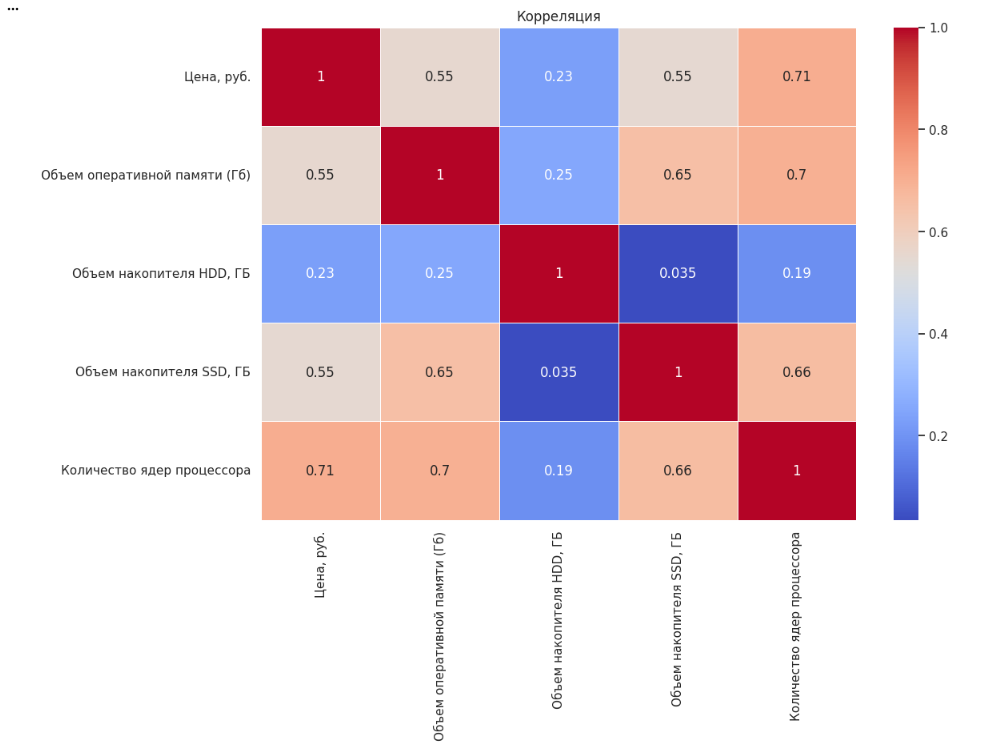 ...
Корреляция
Цена, руб. 1 0.55 0.23 0.55 0.71
Объем оперативной памяти (Гб) 0.55 1 0.25 0.65 0.7
Объем накопителя HDD, ГБ 0.23 0.25 1 0.035 0.19
Объем накопителя SSD, ГБ 0.55 0.65 0.035 1 0.66
Количество ядер процессора 0.71 0.7 0.19 0.66 1
Цена, руб.
Объем оперативной памяти (Гб)
Объем накопителя HDD, ГБ
Объем накопителя SSD, ГБ
Количество ядер процессора
1.0
0.8
0.6
0.4
0.2